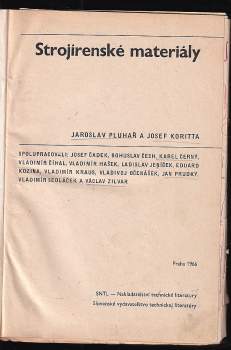 Strojírenské materiály
JAROSLAV PLUHAŘ A JOSEF KORITTA
SPOLUPRACOVALI: JOSEF ČADEK, BOHUSLAV ČECH, KAREL ČERNÝ,
VLADIMÍR ČÍHAL, VLADIMÍR HAŠEK, LADISLAV JENÍČEK, EDUARD
KOZINA, VLADIMÍR KRAUS, VLADIVOJ OČENÁŠEK, JAN PRUDKÝ,
VLADIMÍR SEDLÁČEK A VÁCLAV ZILVAR
Praha 1966
SNTL — Nakladatelství technické literatury
Slovenské vydavateľstvo technickej literatúry